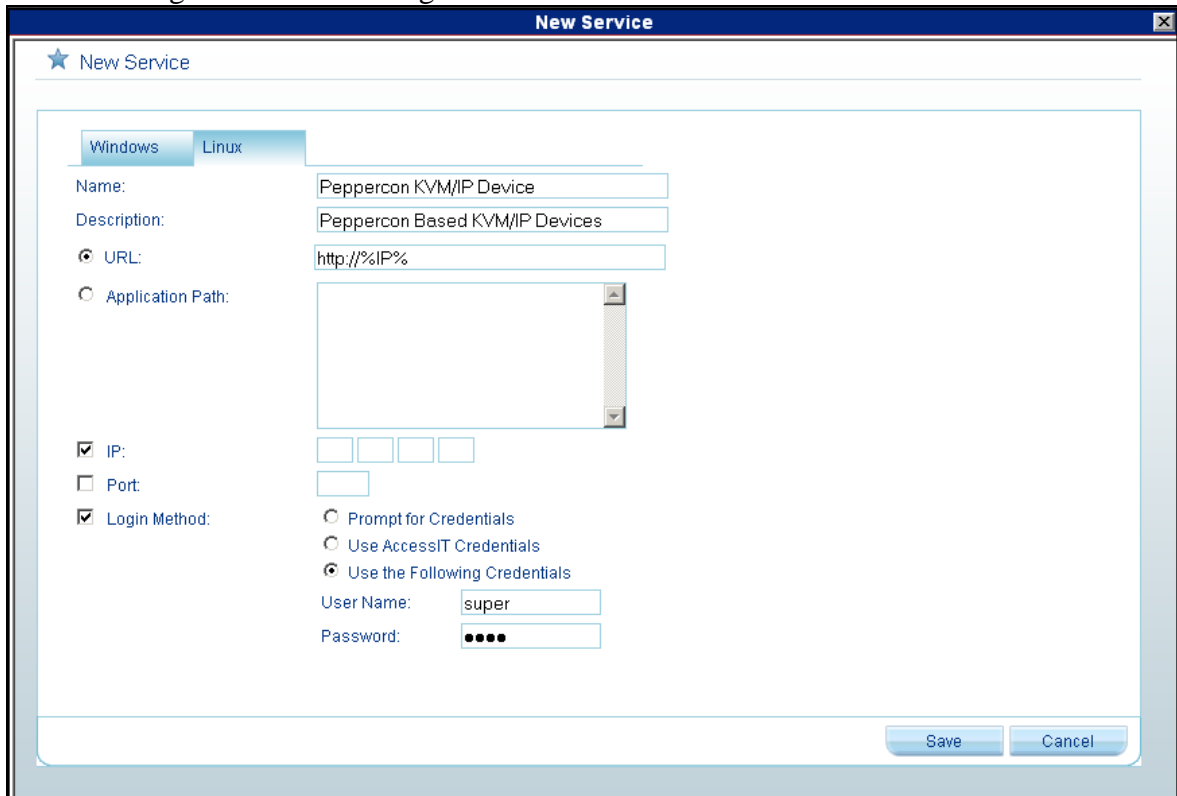 New Service
New Service
Windows Linux
Name: Peppercon KVM/IP Device
Description: Peppercon Based KVM/IP Devices
URL: http://%IP%
Application Path:
IP:
Port:
Login Method: Prompt for Credentials
Use AccessIT Credentials
Use the Following Credentials
User Name: super
Password: ●●●●
Save Cancel